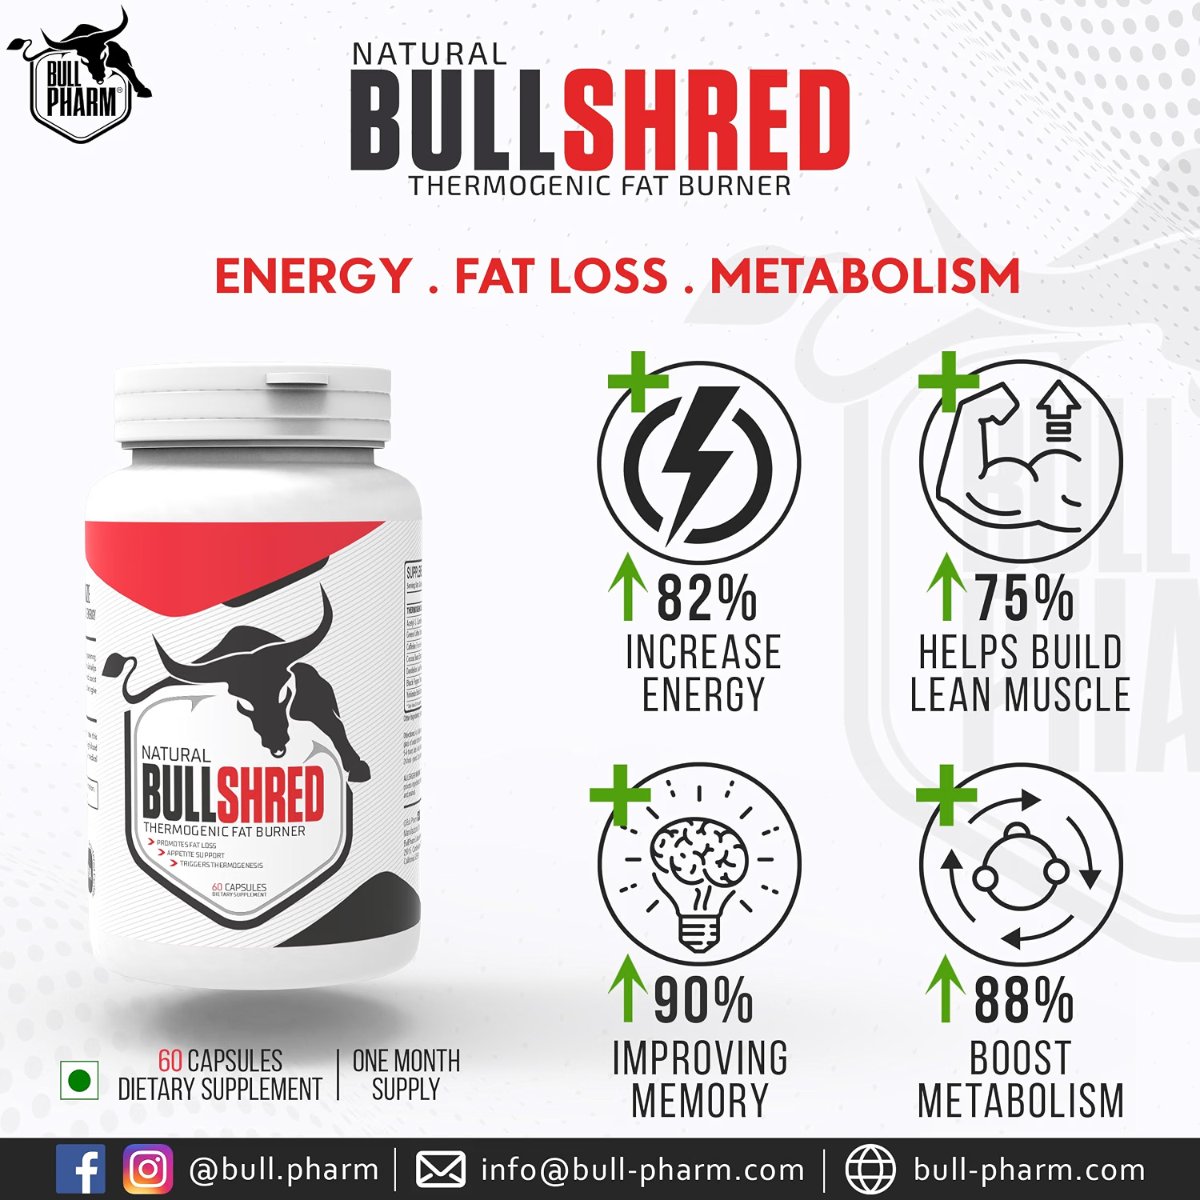 BULL
PHARM®
NATURAL
BULLSHRED
THERMOGENIC FAT BURNER
ENERGY . FAT LOSS . METABOLISM
82%
INCREASE
ENERGY
75%
HELPS BUILD
LEAN MUSCLE
NATURAL
BULLSHRED
THERMOGENIC FAT BURNER
PROMOTES FAT LOSS
APPETITE SUPPORT
TRIGGERS THERMOGENESIS
60 CAPSULES
DIETARY SUPPLEMENT
90%
IMPROVING
MEMORY
88%
BOOST
METABOLISM
60 CAPSULES
DIETARY SUPPLEMENT
ONE MONTH
SUPPLY
@bull.pharm | info@bull-pharm.com | bull-pharm.com